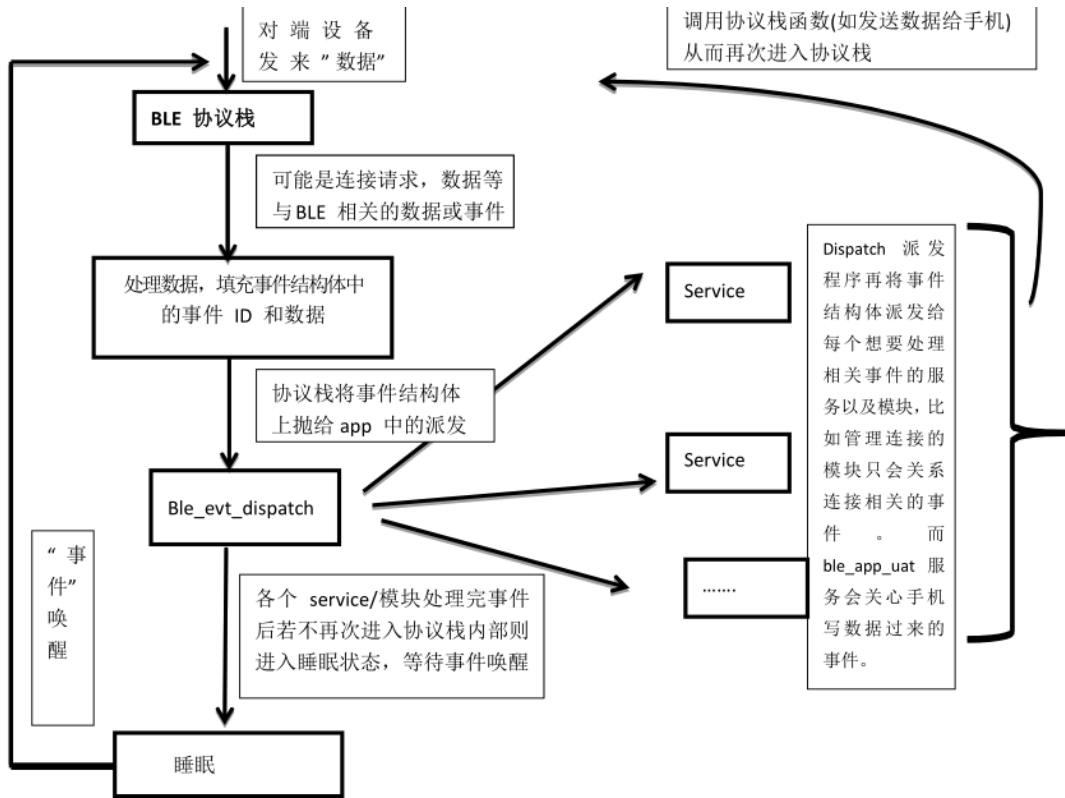 对端设备
发来"数据"
调用协议栈函数(如发送数据给手机)
从而再次进入协议栈
BLE 协议栈
可能是连接请求，数据等
与BLE 相关的数据或事件
处理数据，填充事件结构体中
的事件 ID 和数据
协议栈将事件结构体
上抛给 app 中的派发
Ble_evt_dispatch
Service
Service
…….
Dispatch 派发
程序再将事件
结构体派发给
每个想要处理
相关事件的服
务以及模块，比
如管理连接的
模块只会关系
连接相关的事
件。而
ble_app_uat 服
务会关心手机
写数据过来的
事件。
各个 service/模块处理完事件
后若不再次进入协议栈内部则
进入睡眠状态，等待事件唤醒
"事
件"
唤
醒
睡眠